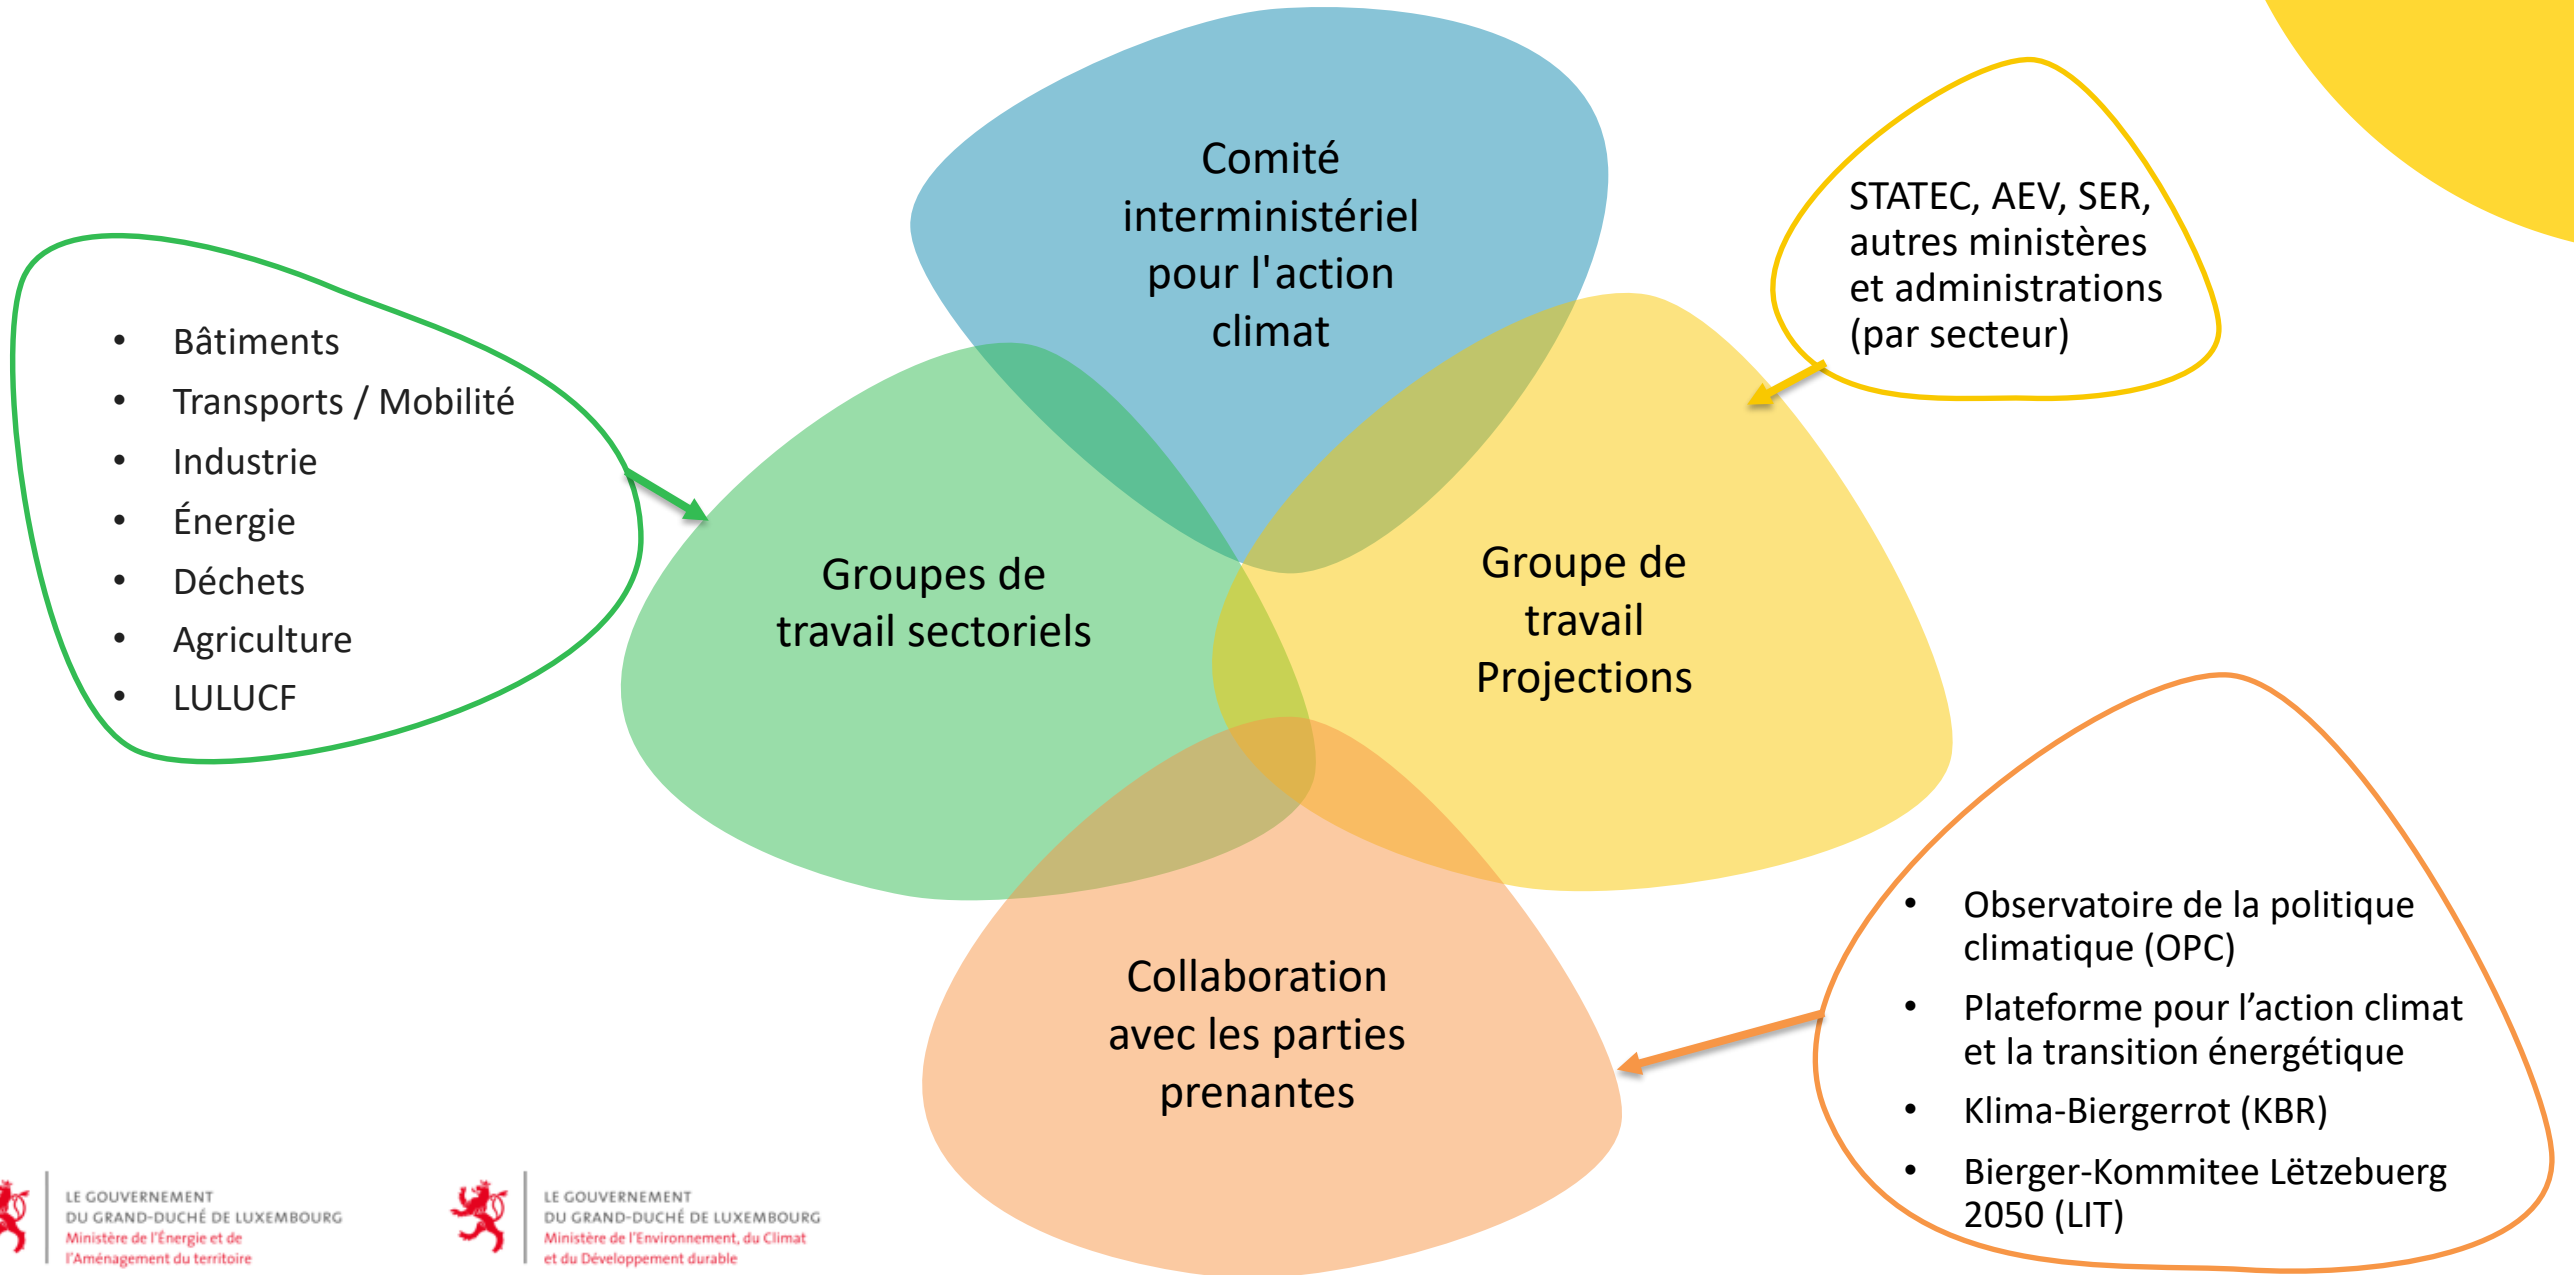 Comité
interministériel
pour l'action
climat
STATEC, AEV, SER,
autres ministères
et administrations
(par secteur)
• Bâtiments
• Transports / Mobilité
• Industrie
• Énergie
• Déchets
• Agriculture
• LULUCF
Groupes de
travail sectoriels
Groupe de
travail
Projections
Collaboration
avec les parties
prenantes
• Observatoire de la politique
climatique (OPC)
• Plateforme pour l’action climat
et la transition énergétique
• Klima-Biergerrot (KBR)
• Bierger-Kommitee Lëtzebuerg
2050 (LIT)
LE GOUVERNEMENT
DU GRAND-DUCHÉ DE LUXEMBOURG
Ministère de l'Énergie et de
l'Aménagement du territoire
LE GOUVERNEMENT
DU GRAND-DUCHÉ DE LUXEMBOURG
Ministère de l'Environnement, du Climat
et du Développement durable